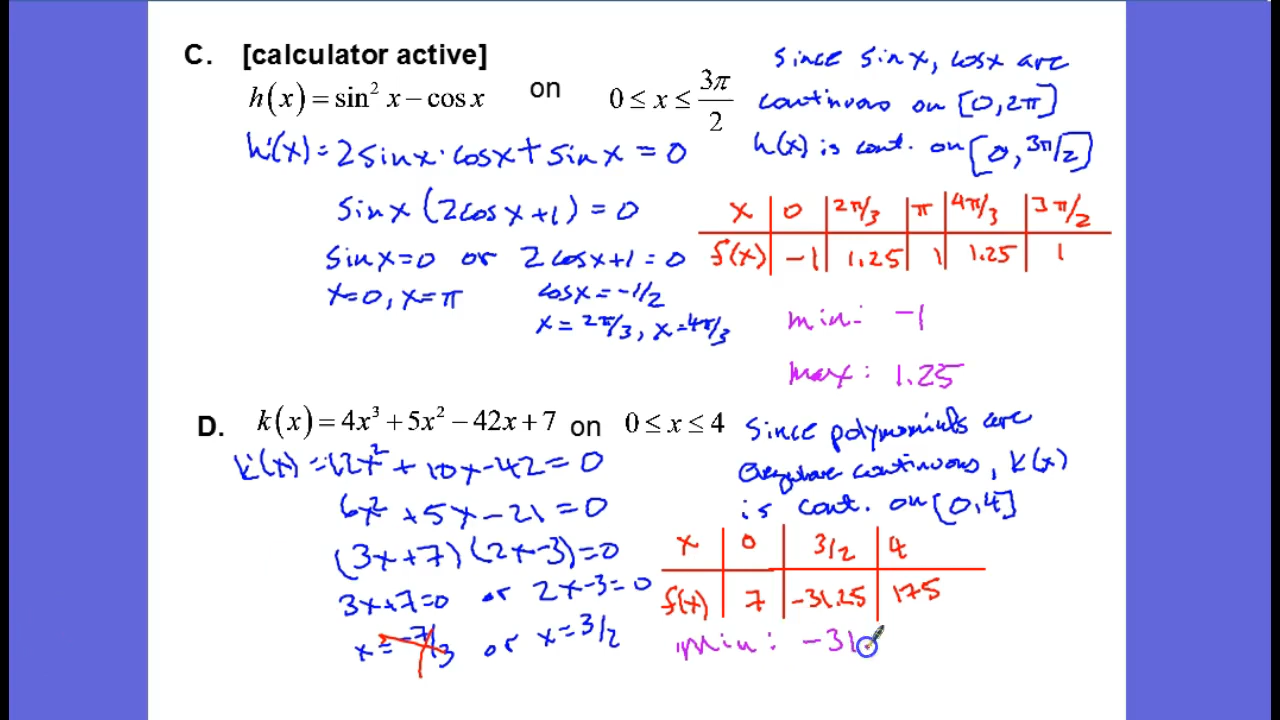 C. [calculator active]
h(x) = sin² x − cos x on 0 ≤ x ≤ 3π/2
since sin x, cos x are
continuous on [0, 2π]
h(x) is cont. on [0, 3π/2]
h'(x) = 2 sin x · cos x + sin x = 0
sin x (2cos x + 1) = 0
sin x = 0 or 2 cos x + 1 = 0
x = 0, x = π cos x = −1/2
x = 2π/3, x = 4π/3
x | 0 | 2π/3 | π | 4π/3 | 3π/2
f(x) | −1 | 1.25 | 1 | 1.25 | 1
min: −1
max: 1.25
D. k(x) = 4x³ + 5x² − 42x + 7 on 0 ≤ x ≤ 4
Since polynomials are
everywhere continuous, k(x)
is cont. on [0, 4]
k'(x) = 12x² + 10x − 42 = 0
6x² + 5x − 21 = 0
(3x + 7)(2x − 3) = 0
3x + 7 = 0 or 2x − 3 = 0
x = −7/3 or x = 3/2
x | 0 | 3/2 | 4
f(x) | 7 | −31.25 | 175
min: −31